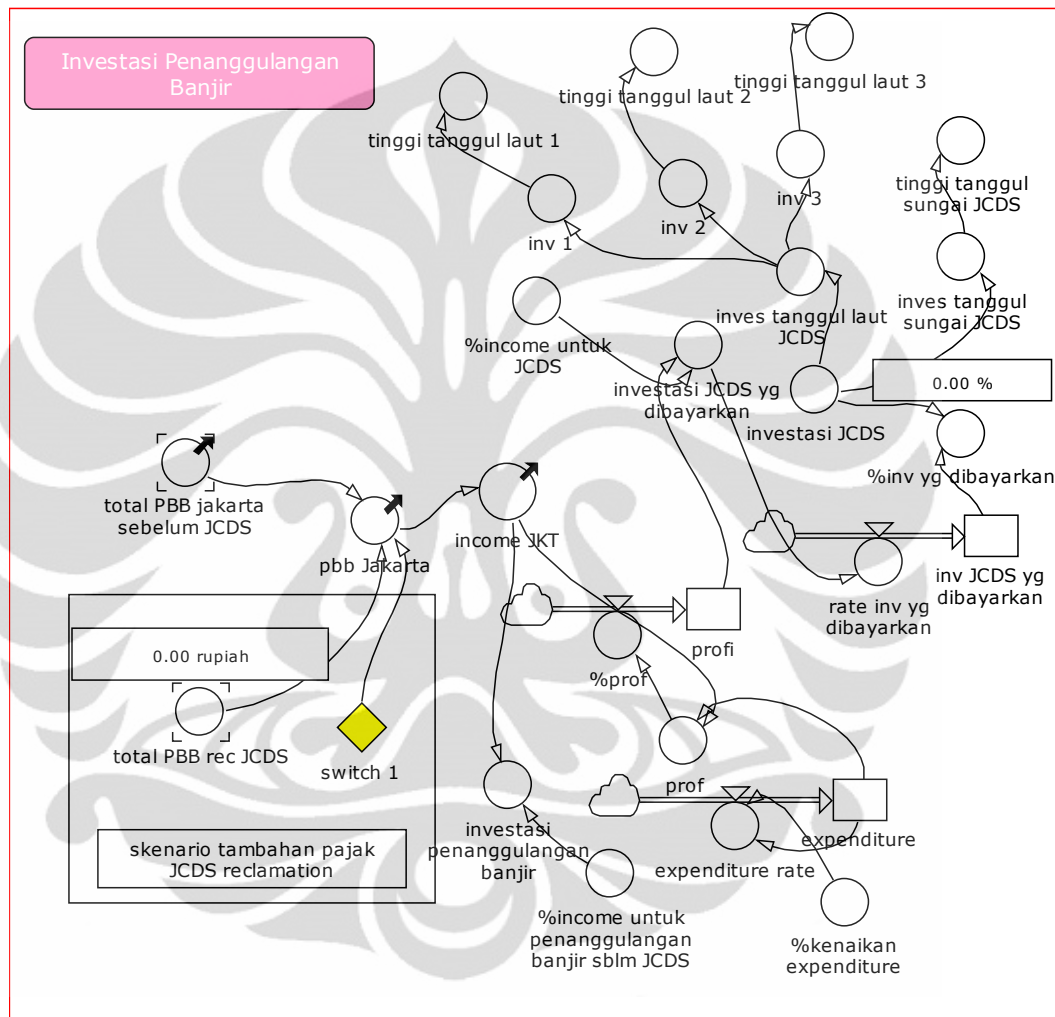 Investasi Penanggulangan
Banjir
tinggi tanggul laut 1
tinggi tanggul laut 2
tinggi tanggul laut 3
tinggi tanggul
sungai JCDS
inv 1
inv 2
inv 3
%income untuk
JCDS
inves tanggul laut
JCDS
inves tanggul
sungai JCDS
investasi JCDS yg
dibayarkan
0.00 %
investasi JCDS
%inv yg dibayarkan
total PBB jakarta
sebelum JCDS
pbb Jakarta
income JKT
inv JCDS yg
dibayarkan
rate inv yg
dibayarkan
0.00 rupiah
profi
%prof
total PBB rec JCDS
switch 1
prof
investasi
penanggulangan
banjir
expenditure
expenditure rate
skenario tambahan pajak
JCDS reclamation
%income untuk
penanggulangan
banjir sblm JCDS
%kenaikan
expenditure